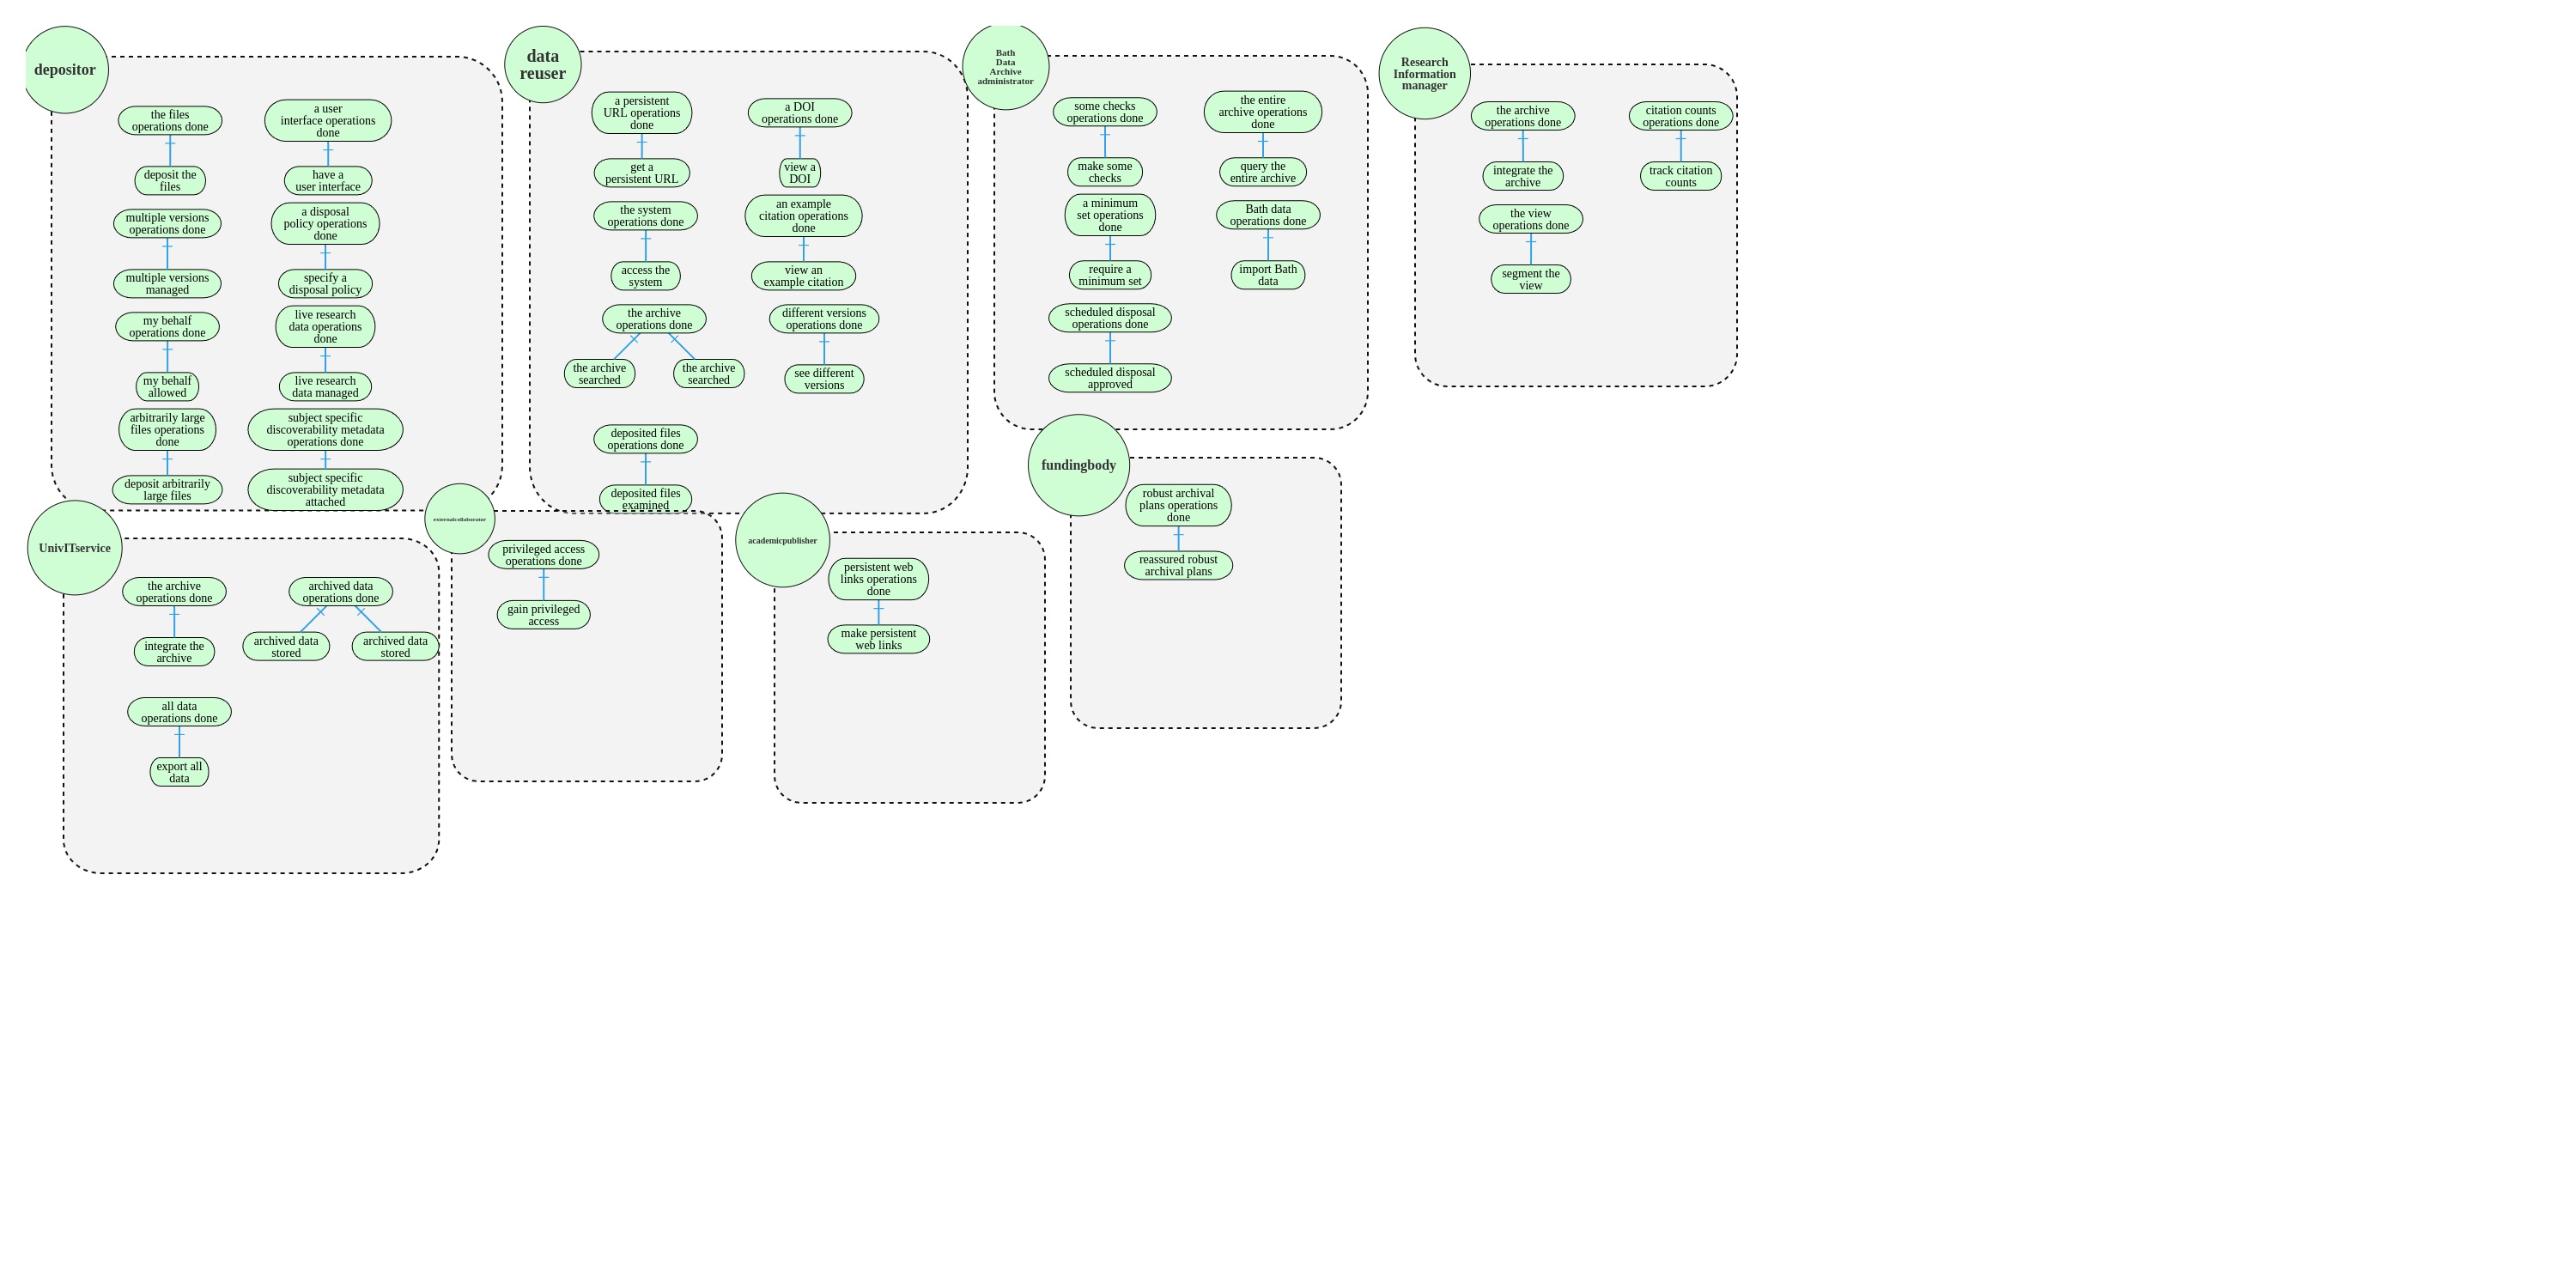 depositor
the files
operations done
deposit the
files
a user
interface operations
done
have a
user interface
multiple versions
operations done
multiple versions
managed
a disposal
policy operations
done
specify a
disposal policy
my behalf
operations done
my behalf
allowed
live research
data operations
done
live research
data managed
arbitrarily large
files operations
done
deposit arbitrarily
large files
subject specific
discoverability metadata
operations done
subject specific
discoverability metadata
attached
data
reuser
a persistent
URL operations
done
get a
persistent URL
a DOI
operations done
view a
DOI
the system
operations done
access the
system
an example
citation operations
done
view an
example citation
the archive
operations done
the archive
searched
the archive
searched
different versions
operations done
see different
versions
deposited files
operations done
deposited files
examined
Bath
Data
Archive
administrator
some checks
operations done
make some
checks
the entire
archive operations
done
query the
entire archive
a minimum
set operations
done
require a
minimum set
Bath data
operations done
import Bath
data
scheduled disposal
operations done
scheduled disposal
approved
Research
Information
manager
the archive
operations done
integrate the
archive
citation counts
operations done
track citation
counts
the view
operations done
segment the
view
UnivITservice
the archive
operations done
integrate the
archive
archived data
operations done
archived data
stored
archived data
stored
all data
operations done
export all
data
externalcollaborator
privileged access
operations done
gain privileged
access
academicpublisher
persistent web
links operations
done
make persistent
web links
fundingbody
robust archival
plans operations
done
reassured robust
archival plans